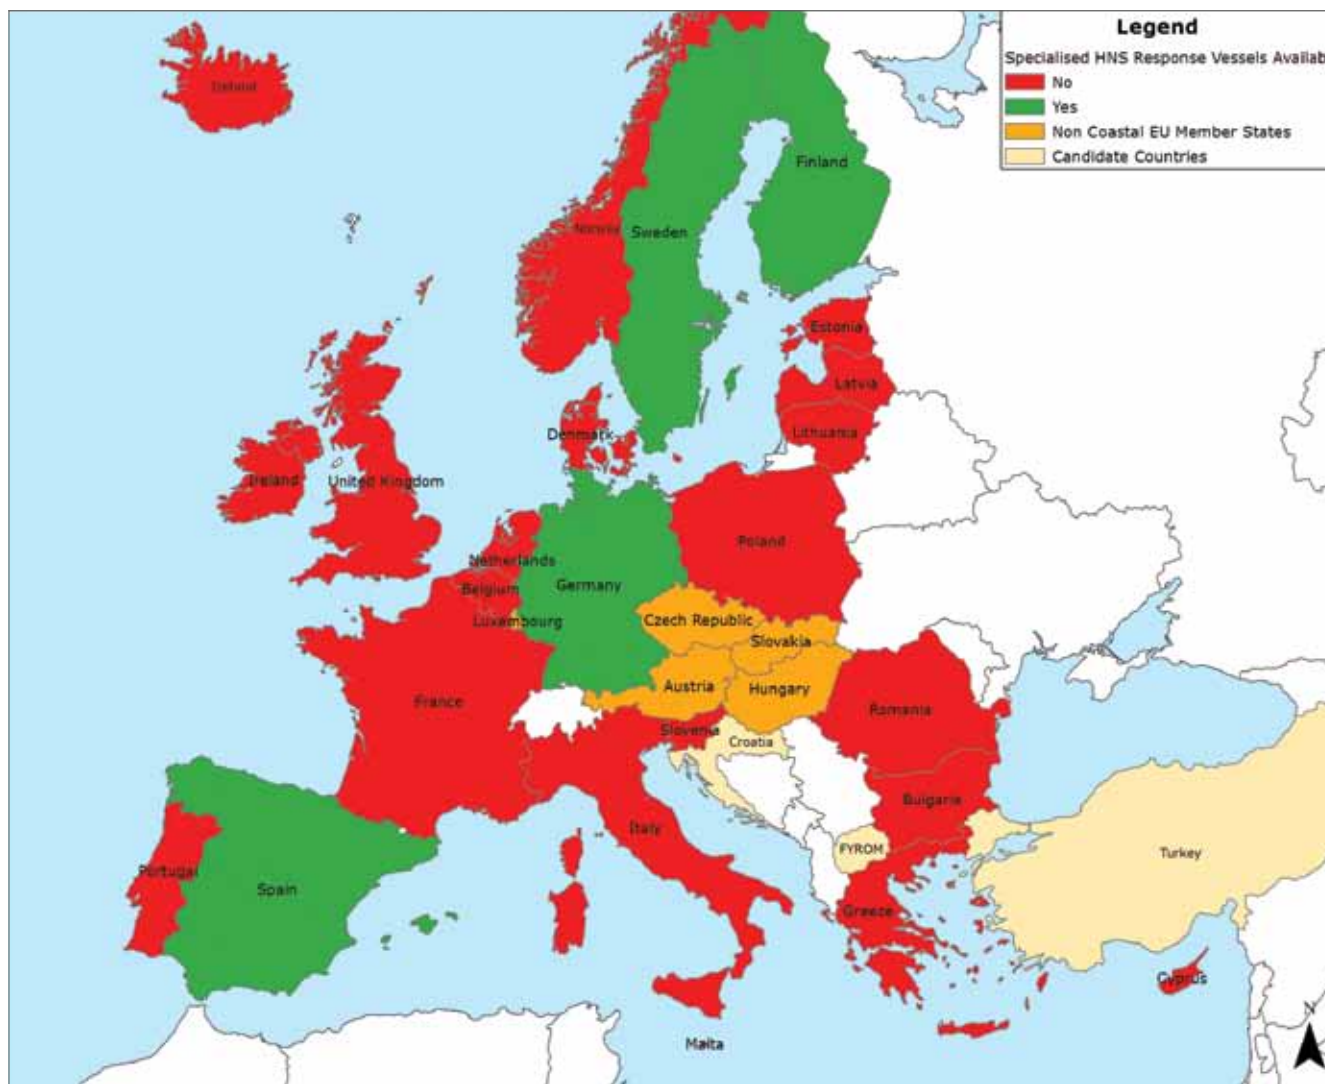 Legend
Specialised HNS Response Vessels Availab
No
Yes
Non Coastal EU Member States
Candidate Countries
Iceland
Finland
Norway
Sweden
Estonia
Latvia
Lithuania
Denmark
Ireland
United Kingdom
Poland
Netherlands
Belgium
Germany
Luxembourg
Czech Republic
Slovakia
Austria
Hungary
France
Romania
Slovenia
Croatia
Bulgaria
Italy
FYROM
Turkey
Portugal
Spain
Greece
Cyprus
N
Malta